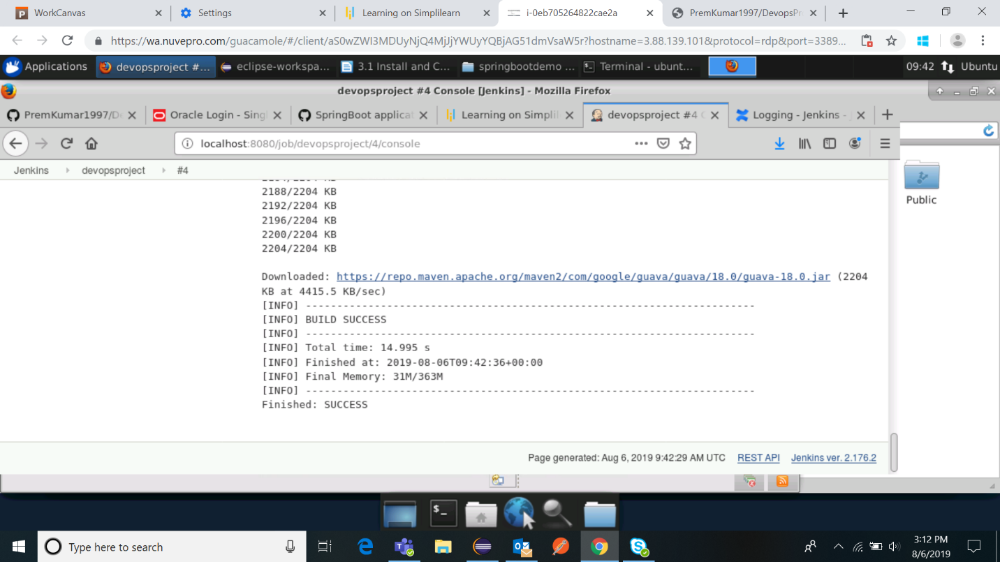 WorkCanvas
Settings
Learning on Simplilearn
i-0eb705264822cae2a
PremKumar1997/DevopsPr
https://wa.nuvepro.com/guacamole/#/client/aS0wZWI3MDUyNjQ4MjJjYWUyYQBjAG51dmVsaW5r?hostname=3.88.139.101&protocol=rdp&port=3389...
Applications
devopsproject #...
eclipse-workspa...
3.1 Install and C...
springbootdemo ...
Terminal - ubunt...
09:42
Ubuntu
devopsproject #4 Console [Jenkins] - Mozilla Firefox
PremKumar1997/De
Oracle Login - Singl
SpringBoot applicat
Learning on Simplil
devopsproject #4 C
Logging - Jenkins - J
localhost:8080/job/devopsproject/4/console
Jenkins
devopsproject
#4
Public
2188/2204 KB
2192/2204 KB
2196/2204 KB
2200/2204 KB
2204/2204 KB
Downloaded: https://repo.maven.apache.org/maven2/com/google/guava/guava/18.0/guava-18.0.jar (2204
KB at 4415.5 KB/sec)
[INFO] ------------------------------------------------------------------------
[INFO] BUILD SUCCESS
[INFO] ------------------------------------------------------------------------
[INFO] Total time: 14.995 s
[INFO] Finished at: 2019-08-06T09:42:36+00:00
[INFO] Final Memory: 31M/363M
[INFO] ------------------------------------------------------------------------
Finished: SUCCESS
Page generated: Aug 6, 2019 9:42:29 AM UTC
REST API
Jenkins ver. 2.176.2
Type here to search
3:12 PM
8/6/2019